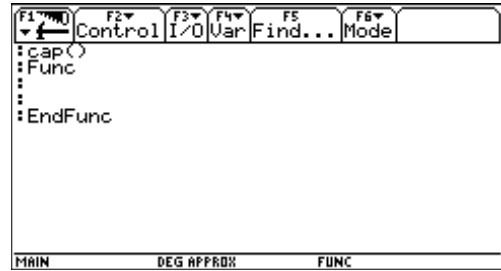 F1 F2 F3 F4 F5 F6
Control I/O Var Find... Mode
:cap()
:Func
:
:
:EndFunc
MAIN DEG APPROX FUNC